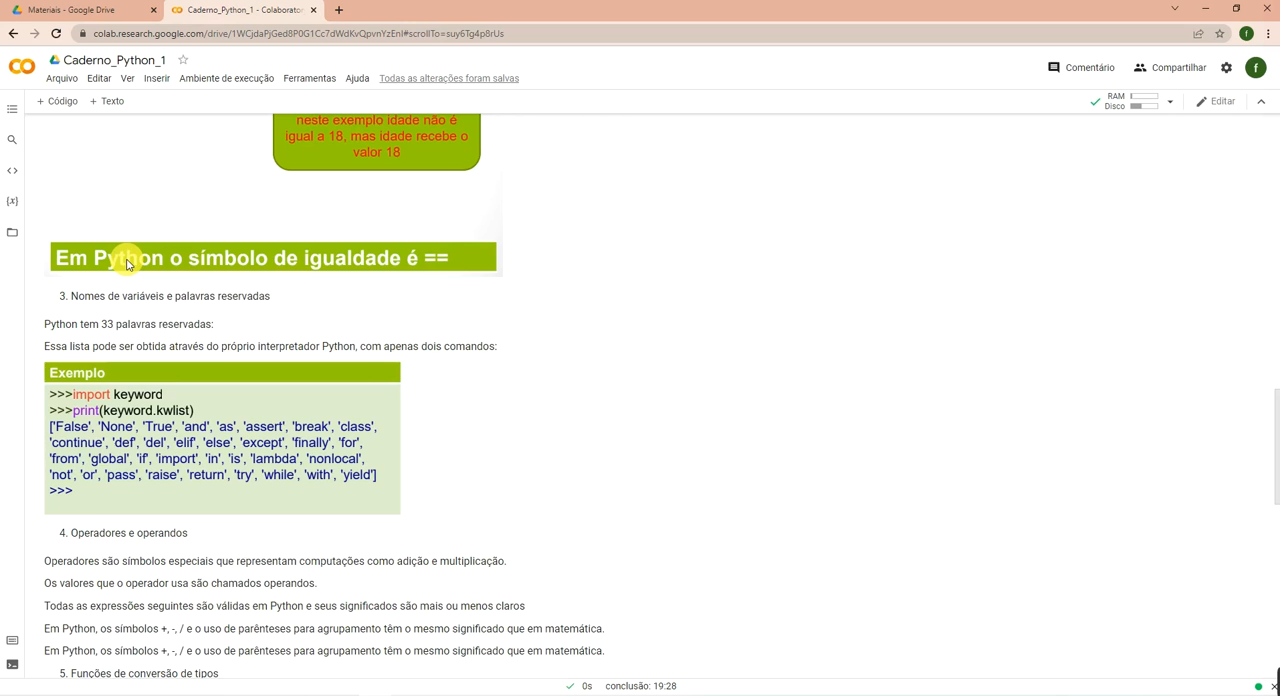 Materiais - Google Drive
Caderno_Python_1 - Colaborator
colab.research.google.com/drive/1WCjdaPjGed8P0G1Cc7dWdKvQpvnYzEnI#scrollTo=suy6Tg4p8rUs
Caderno_Python_1
Arquivo Editar Ver Inserir Ambiente de execução Ferramentas Ajuda Todas as alterações foram salvas
Comentário Compartilhar f
+ Código + Texto
RAM
Disco
Editar
neste exemplo idade não é
igual a 18, mas idade recebe o
valor 18
Em Python o símbolo de igualdade é ==
3. Nomes de variáveis e palavras reservadas
Python tem 33 palavras reservadas:
Essa lista pode ser obtida através do próprio interpretador Python, com apenas dois comandos:
Exemplo
>>>import keyword
>>>print(keyword.kwlist)
['False', 'None', 'True', 'and', 'as', 'assert', 'break', 'class',
'continue', 'def', 'del', 'elif', 'else', 'except', 'finally', 'for',
'from', 'global', 'if', 'import', 'in', 'is', 'lambda', 'nonlocal',
'not', 'or', 'pass', 'raise', 'return', 'try', 'while', 'with', 'yield']
>>>
4. Operadores e operandos
Operadores são símbolos especiais que representam computações como adição e multiplicação.
Os valores que o operador usa são chamados operandos.
Todas as expressões seguintes são válidas em Python e seus significados são mais ou menos claros
Em Python, os símbolos +, -, / e o uso de parênteses para agrupamento têm o mesmo significado que em matemática.
Em Python, os símbolos +, -, / e o uso de parênteses para agrupamento têm o mesmo significado que em matemática.
5. Funções de conversão de tipos
0s conclusão: 19:28